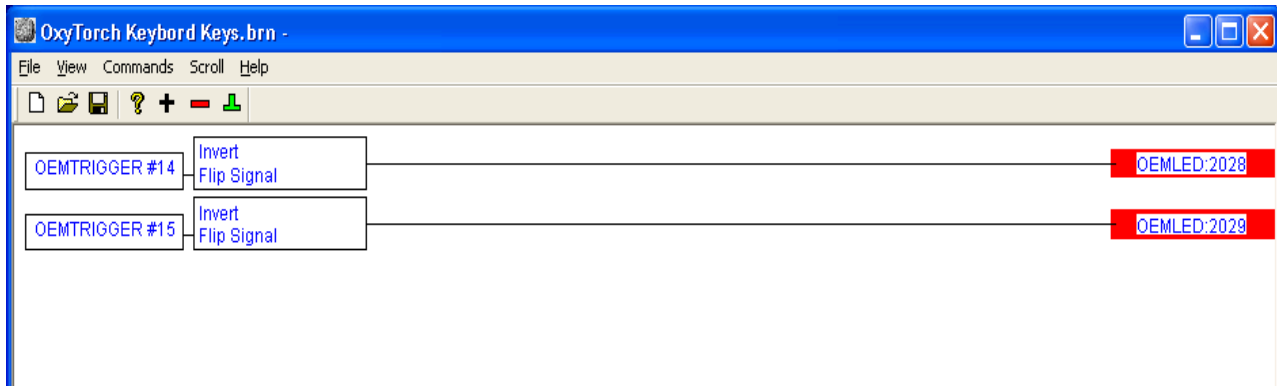 OxyTorch Keybord Keys.brn -
File View Commands Scroll Help
OEMTRIGGER #14
Invert
Flip Signal
OEMLED:2028
OEMTRIGGER #15
Invert
Flip Signal
OEMLED:2029